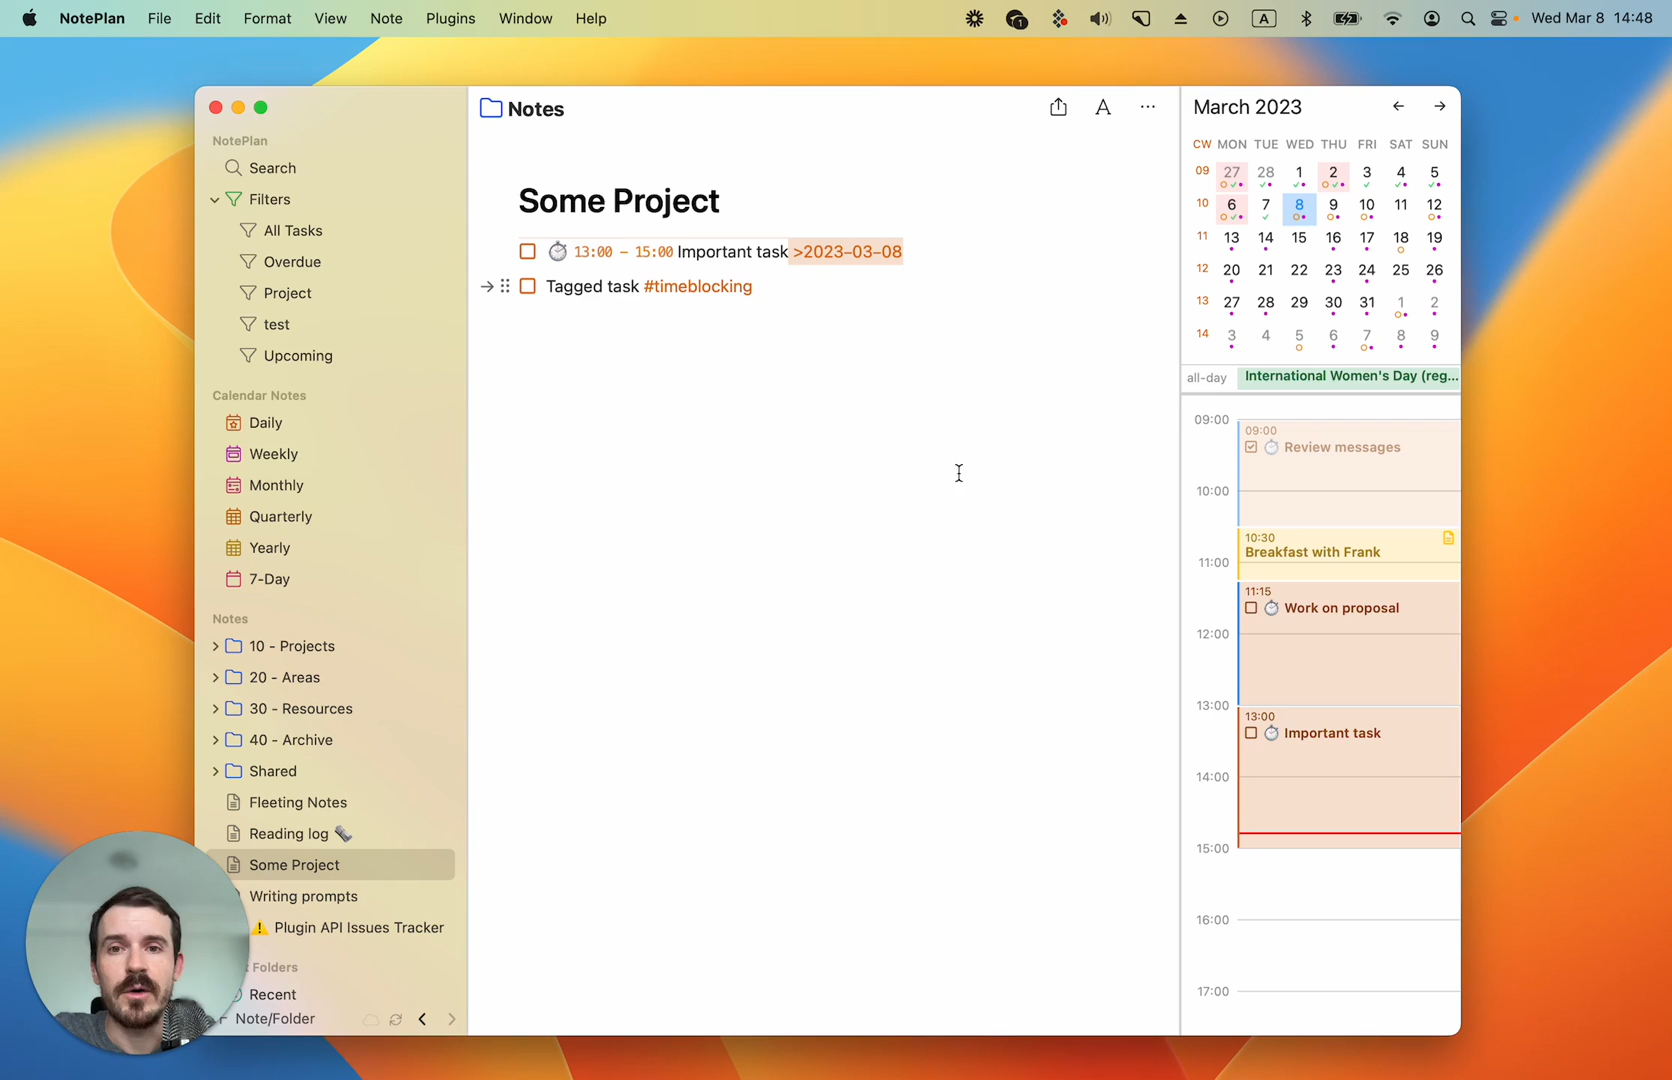 NotePlan File Edit Format View Note Plugins Window Help
1 A Wed Mar 8 14:48
NotePlan
Search
Filters
All Tasks
Overdue
Project
test
Upcoming
Calendar Notes
Daily
Weekly
Monthly
Quarterly
Yearly
7-Day
Notes
10 - Projects
20 - Areas
30 - Resources
40 - Archive
Shared
Fleeting Notes
Reading log
Some Project
Writing prompts
Plugin API Issues Tracker
Folders
Recent
Note/Folder
Notes
Some Project
13:00 – 15:00 Important task >2023-03-08
Tagged task #timeblocking
March 2023
CW MON TUE WED THU FRI SAT SUN
09 27 28 1 2 3 4 5
10 6 7 8 9 10 11 12
11 13 14 15 16 17 18 19
12 20 21 22 23 24 25 26
13 27 28 29 30 31 1 2
14 3 4 5 6 7 8 9
all-day International Women's Day (reg...
09:00
09:00
Review messages
10:00
10:30
Breakfast with Frank
11:00
11:15
Work on proposal
12:00
13:00
13:00
Important task
14:00
15:00
16:00
17:00